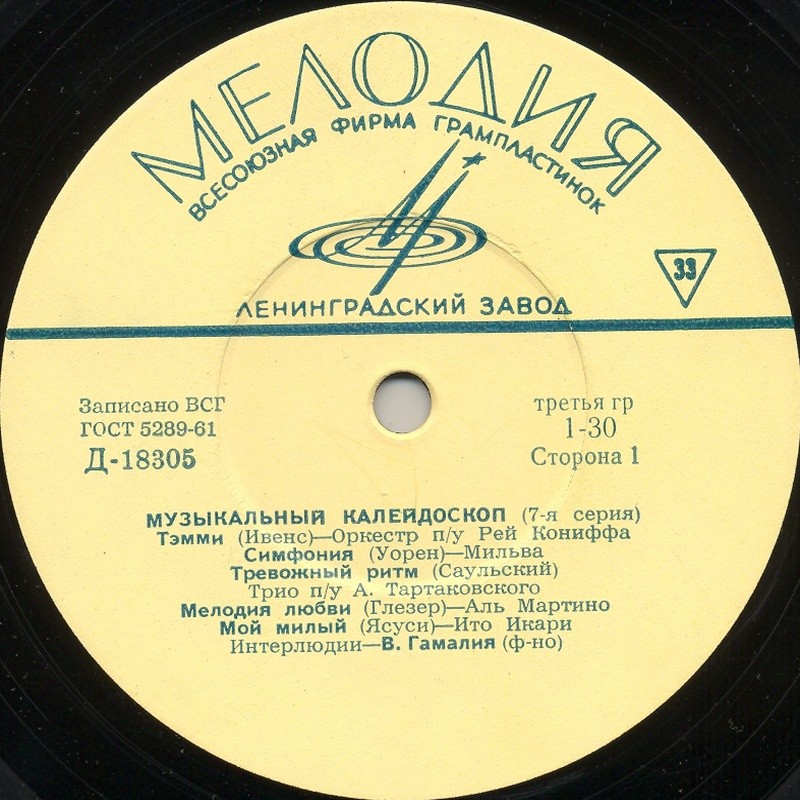 МЕЛОДИЯ
ВСЕСОЮЗНАЯ ФИРМА ГРАМПЛАСТИНОК
33
ЛЕНИНГРАДСКИЙ ЗАВОД
Записано ВСГ
ГОСТ 5289-61
Д-18305
третья гр
1-30
Сторона 1
МУЗЫКАЛЬНЫЙ КАЛЕЙДОСКОП (7-я серия)
Тэмми (Ивенс)—Оркестр п/у Рей Кониффа
Симфония (Уорен)—Мильва
Тревожный ритм (Саульский)
Трио п/у А. Тартаковского
Мелодия любви (Глезер)—Аль Мартино
Мой милый (Ясуси)—Ито Икари
Интерлюдии—В. Гамалия (ф-но)